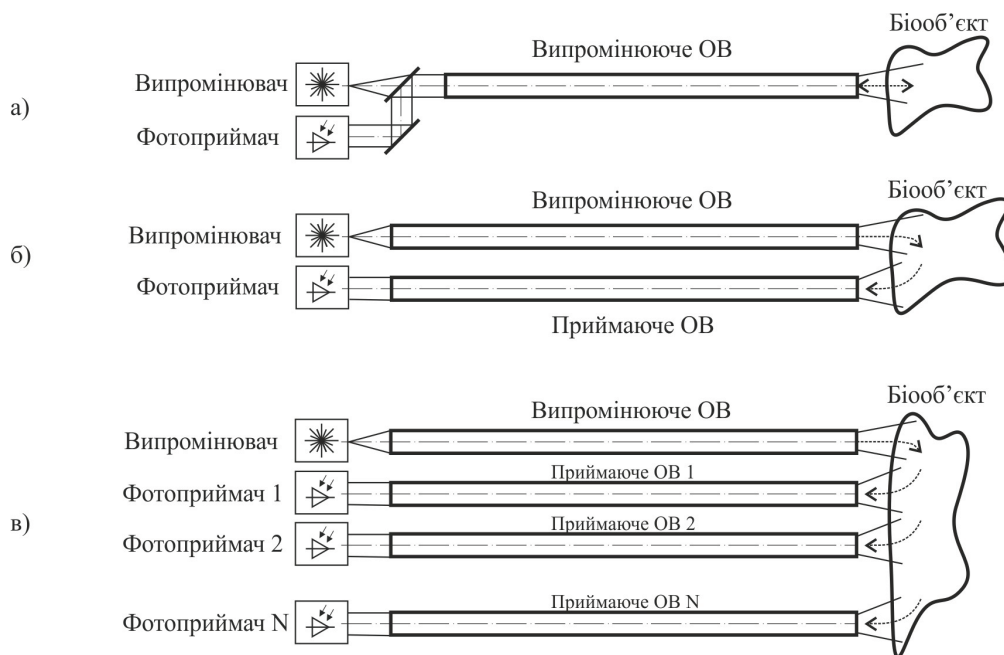 Біооб’єкт
Випромінююче ОВ
Випромінювач
а)
Фотоприймач
Біооб’єкт
Випромінююче ОВ
Випромінювач
б)
Фотоприймач
Приймаюче ОВ
Біооб’єкт
Випромінююче ОВ
Випромінювач
Приймаюче ОВ 1
Фотоприймач 1
в)
Приймаюче ОВ 2
Фотоприймач 2
Приймаюче ОВ N
Фотоприймач N